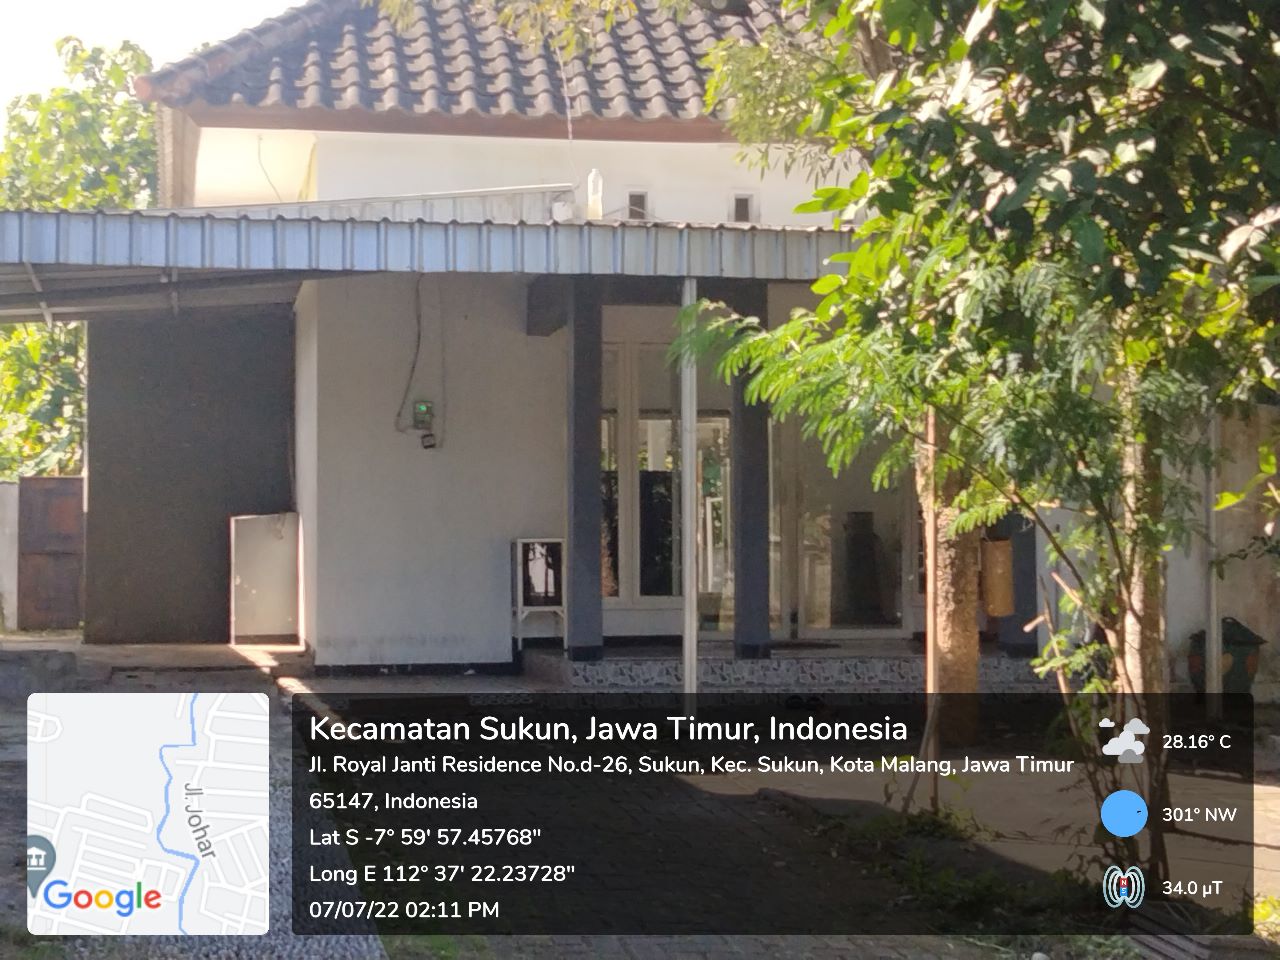 Kecamatan Sukun, Jawa Timur, Indonesia
Jl. Royal Janti Residence No.d-26, Sukun, Kec. Sukun, Kota Malang, Jawa Timur
65147, Indonesia
Lat S -7° 59' 57.45768"
Long E 112° 37' 22.23728"
07/07/22 02:11 PM
28.16° C
301° NW
34.0 µT
Jl. Johar
Google